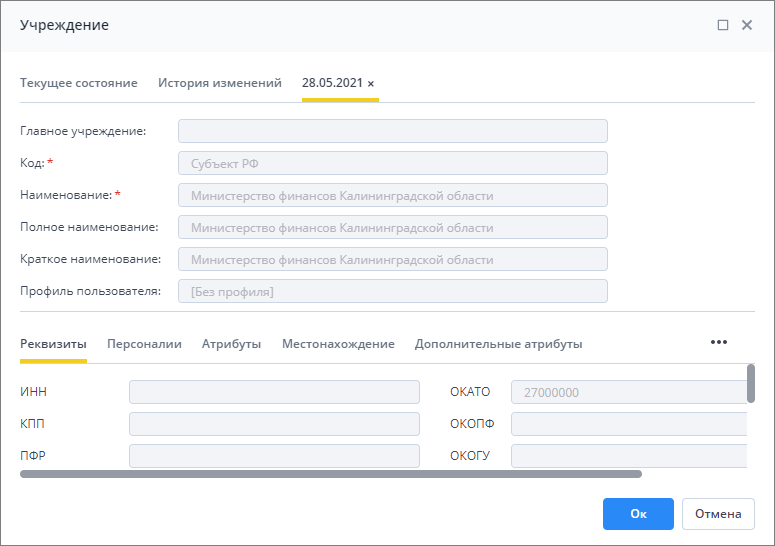 Учреждение
Текущее состояние История изменений 28.05.2021 ×
Главное учреждение:
Код: * Субъект РФ
Наименование: * Министерство финансов Калининградской области
Полное наименование: Министерство финансов Калининградской области
Краткое наименование: Министерство финансов Калининградской области
Профиль пользователя: [Без профиля]
Реквизиты Персоналии Атрибуты Местонахождение Дополнительные атрибуты •••
ИНН ОКАТО 27000000
КПП ОКОПФ
ПФР ОКОГУ
Ок Отмена